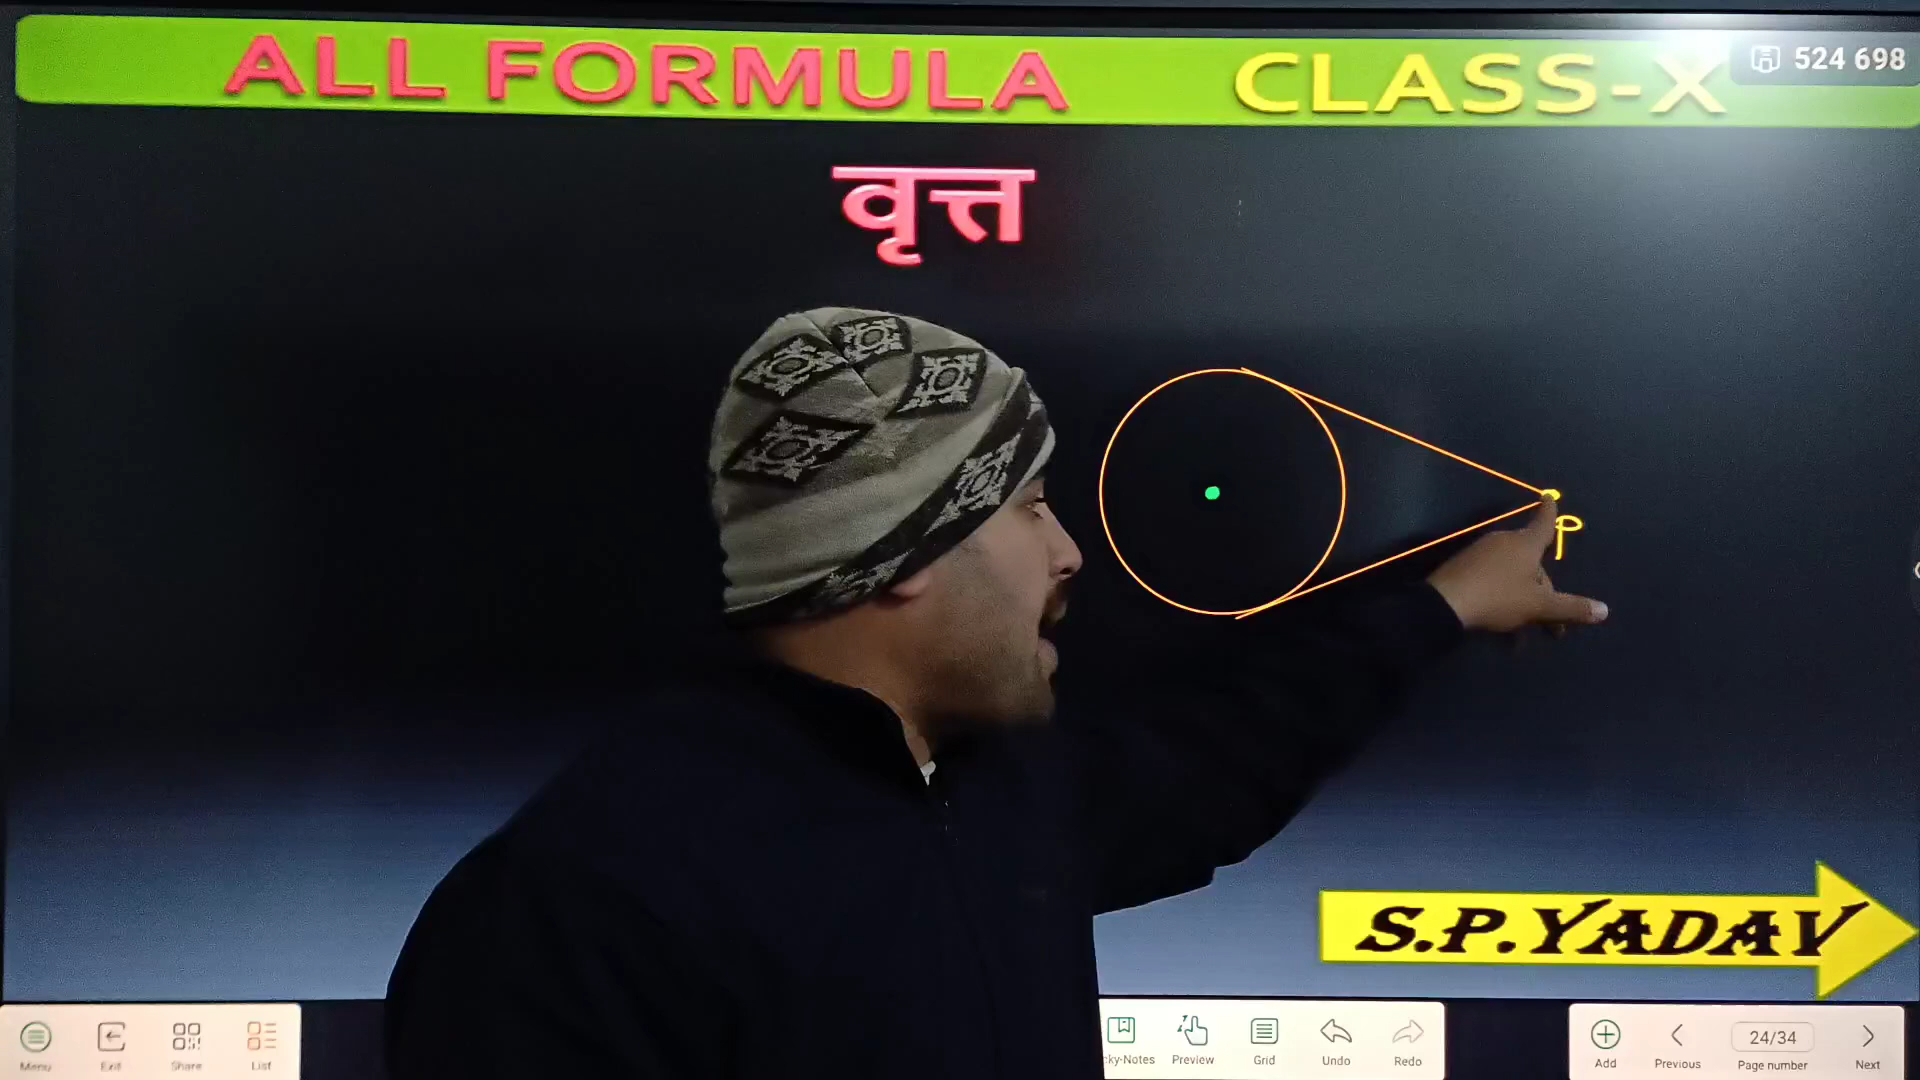 ALL FORMULA CLASS-X
524 698
वृत्त
P
S.P.YADAV
Menu
Exit
Share
List
cky-Notes
Preview
Grid
Undo
Redo
Add
Previous
24/34
Page number
Next